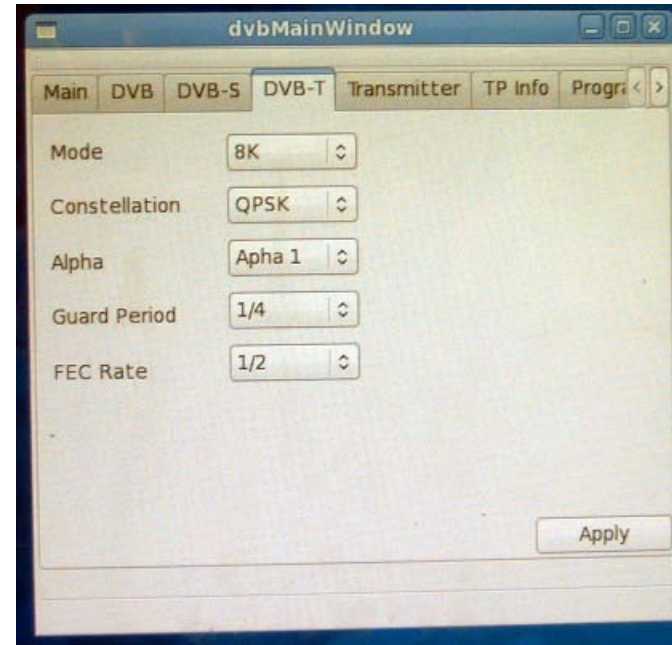 dvbMainWindow
Main DVB DVB-S DVB-T Transmitter TP Info Progra
Mode 8K
Constellation QPSK
Alpha Apha 1
Guard Period 1/4
FEC Rate 1/2
Apply